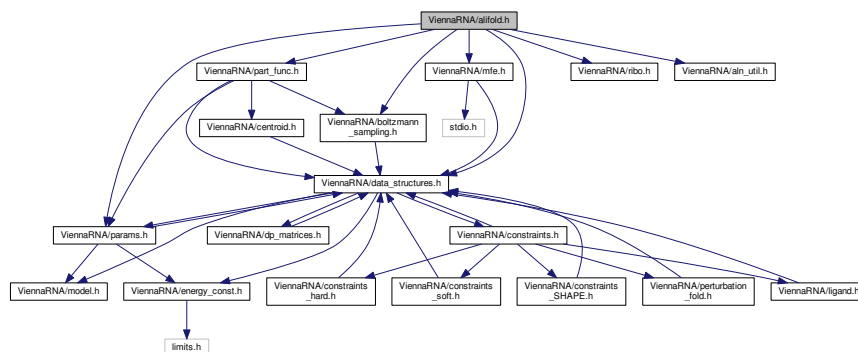 ViennaRNA/alifold.h
ViennaRNA/part_func.h
ViennaRNA/mfe.h
ViennaRNA/ribo.h
ViennaRNA/aln_util.h
ViennaRNA/centroid.h
ViennaRNA/boltzmann
_sampling.h
stdio.h
ViennaRNA/data_structures.h
ViennaRNA/params.h
ViennaRNA/dp_matrices.h
ViennaRNA/constraints.h
ViennaRNA/model.h
ViennaRNA/energy_const.h
ViennaRNA/constraints
_hard.h
ViennaRNA/constraints
_soft.h
ViennaRNA/constraints
_SHAPE.h
ViennaRNA/perturbation
_fold.h
ViennaRNA/ligand.h
limits.h